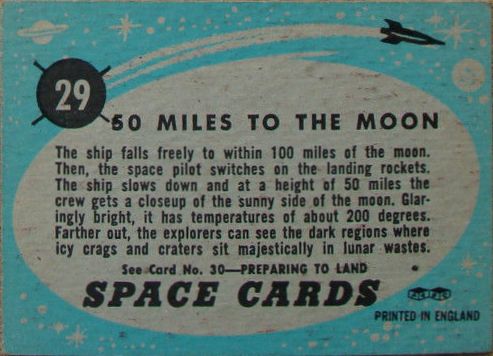 29
50 MILES TO THE MOON
The ship falls freely to within 100 miles of the moon.
Then, the space pilot switches on the landing rockets.
The ship slows down and at a height of 50 miles the
crew gets a closeup of the sunny side of the moon. Glar-
ingly bright, it has temperatures of about 200 degrees.
Farther out, the explorers can see the dark regions where
icy crags and craters sit majestically in lunar wastes.
See Card No. 30—PREPARING TO LAND
SPACE CARDS
PRINTED IN ENGLAND